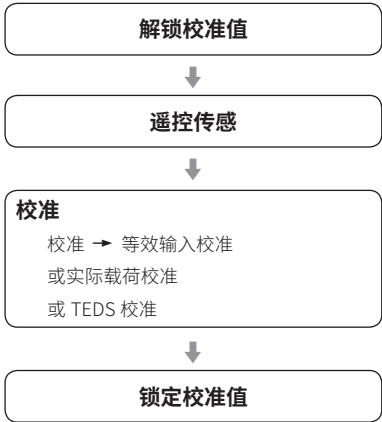 解锁校准值
遥控传感
校准
校准 ➞ 等效输入校准
或实际载荷校准
或 TEDS 校准
锁定校准值